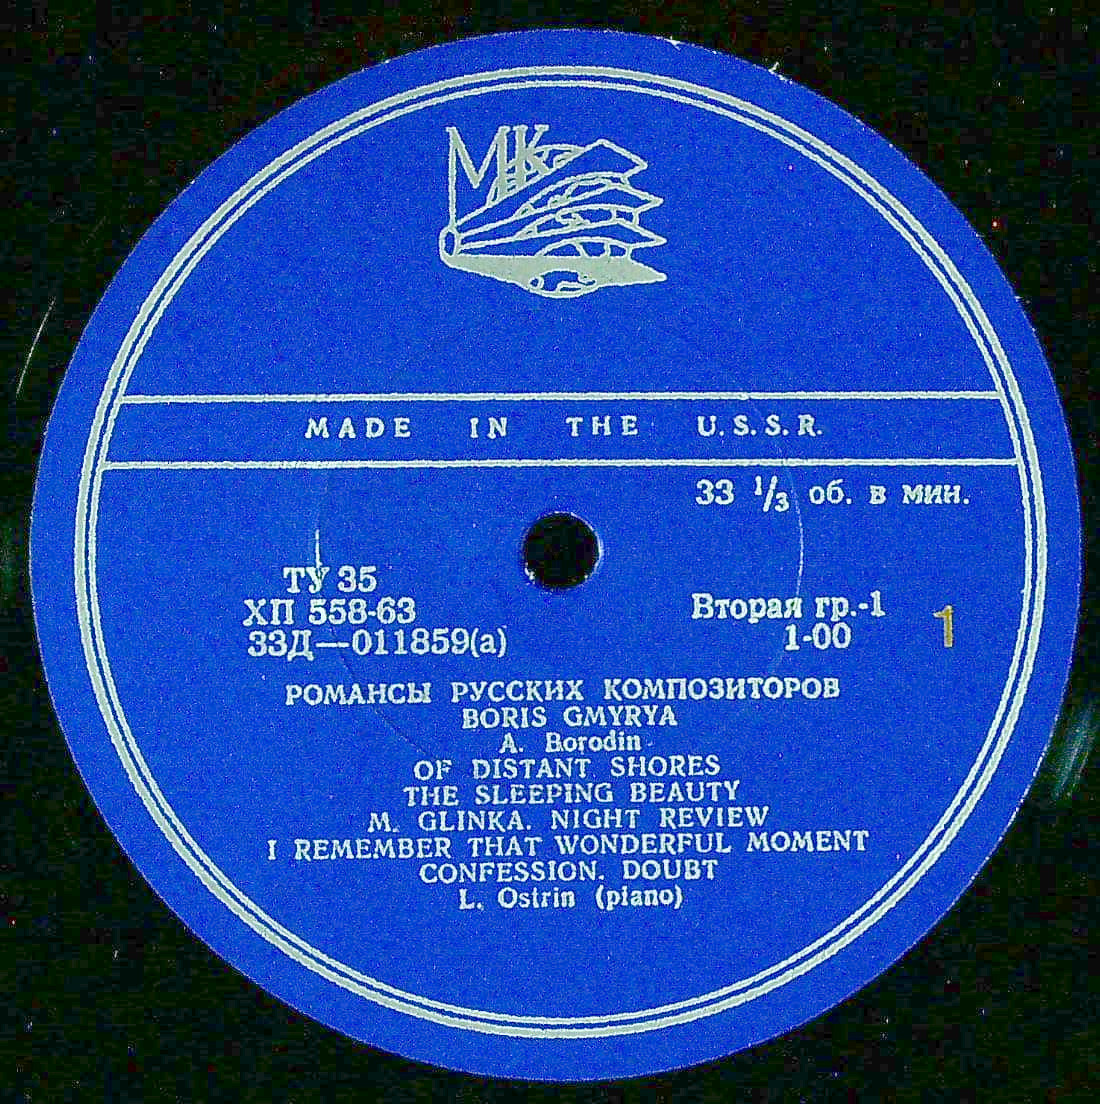 МК
MADE IN THE U.S.S.R.
33 1/3 об. в мин.
ТУ 35
ХП 558-63
33Д—011859(а)
Вторая гр.-1
1-00
1
РОМАНСЫ РУССКИХ КОМПОЗИТОРОВ
BORIS GMYRYA
A. Borodin
OF DISTANT SHORES
THE SLEEPING BEAUTY
M. GLINKA. NIGHT REVIEW
I REMEMBER THAT WONDERFUL MOMENT
CONFESSION. DOUBT
L. Ostrin (piano)